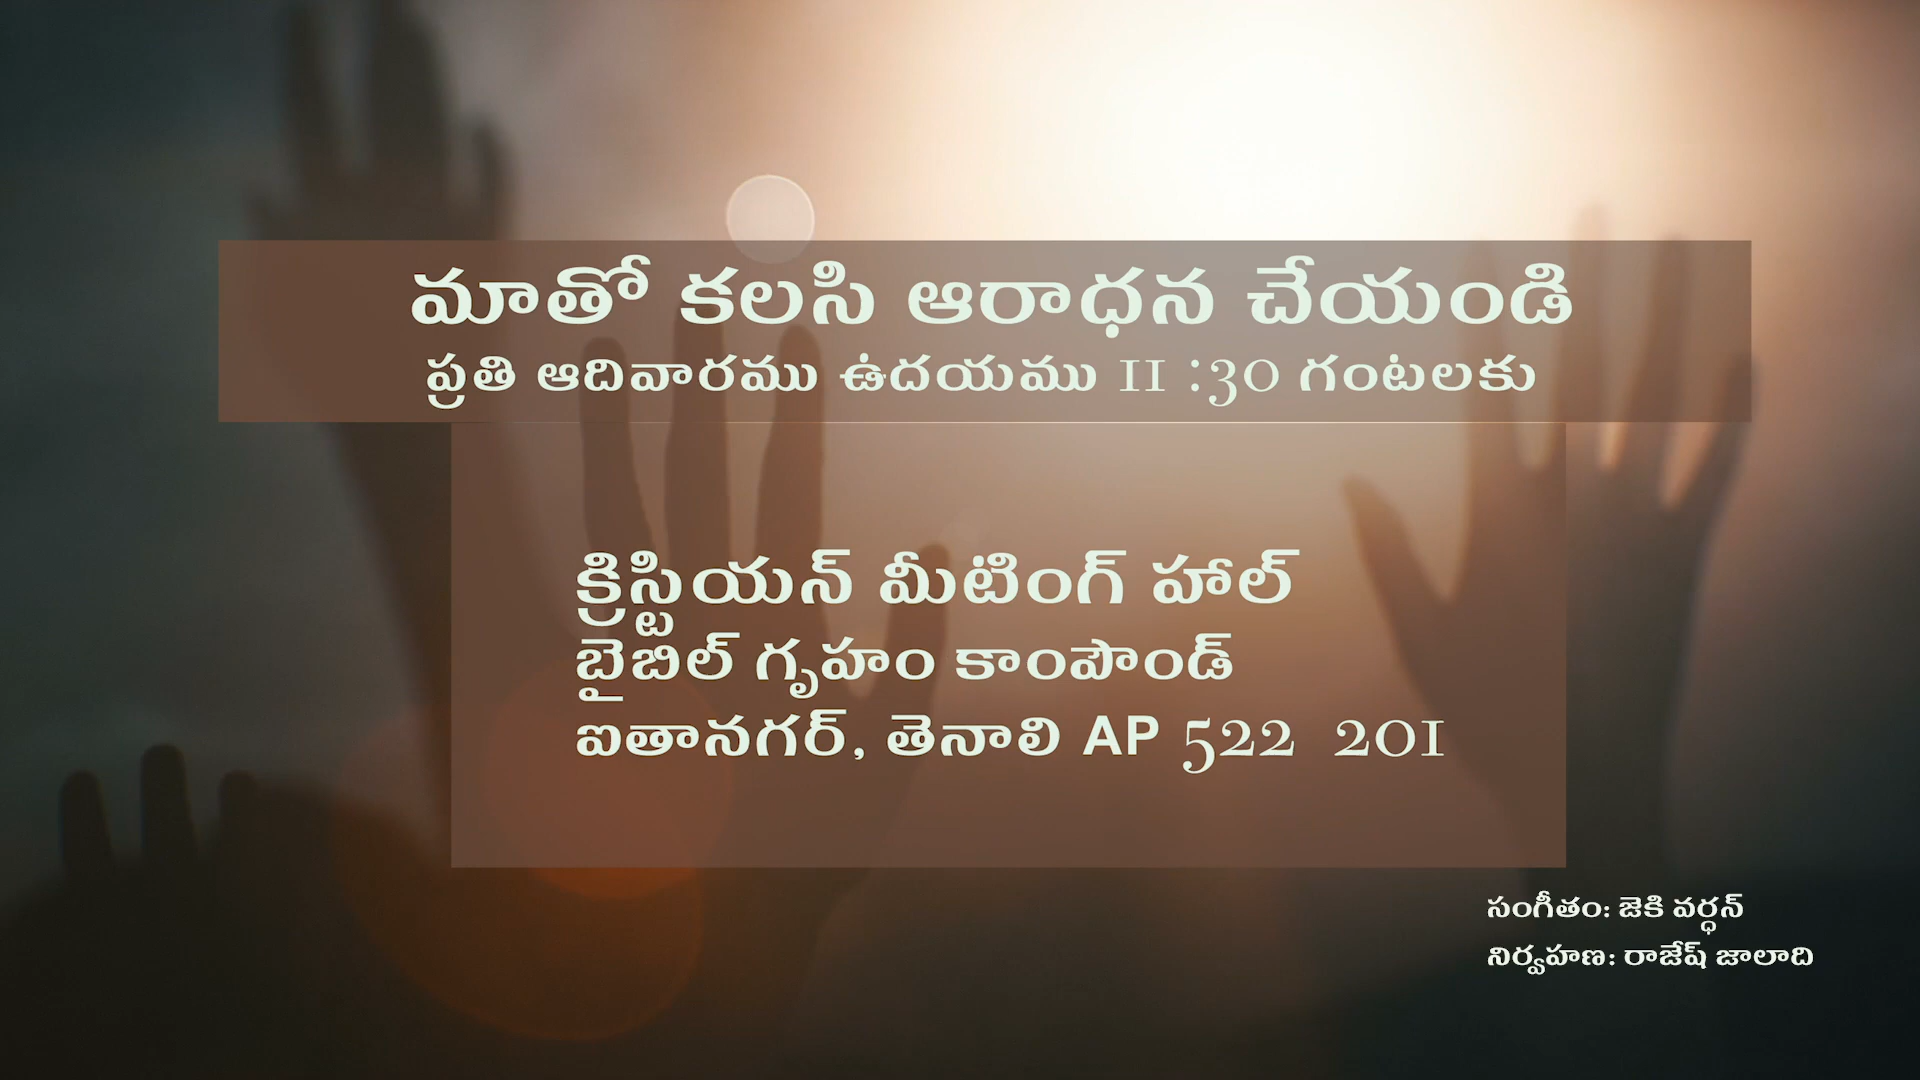 మాతో కలసి ఆరాధన చేయండి
ప్రతి ఆదివారము ఉదయము 11 :30 గంటలకు
క్రిస్టియన్ మీటింగ్ హాల్
బైబిల్ గృహం కాంపౌండ్
ఐతానగర్, తెనాలి AP 522 201
సంగీతం: జెకి వర్ధన్
నిర్వహణ: రాజేష్ జాలాది